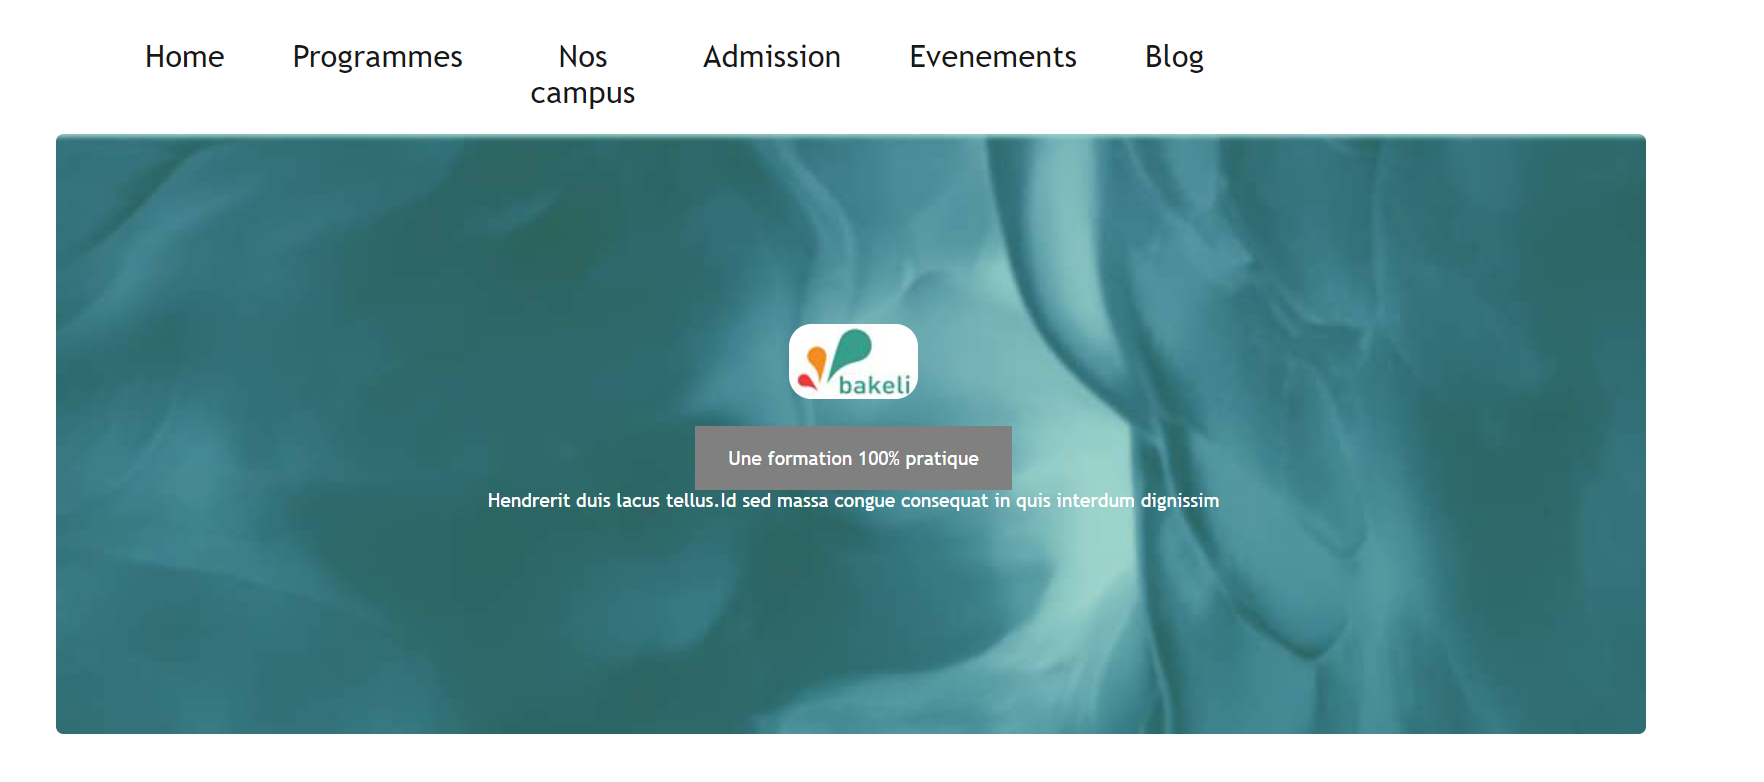 Home Programmes Nos campus Admission Evenements Blog
bakeli
Une formation 100% pratique
Hendrerit duis lacus tellus.Id sed massa congue consequat in quis interdum dignissim